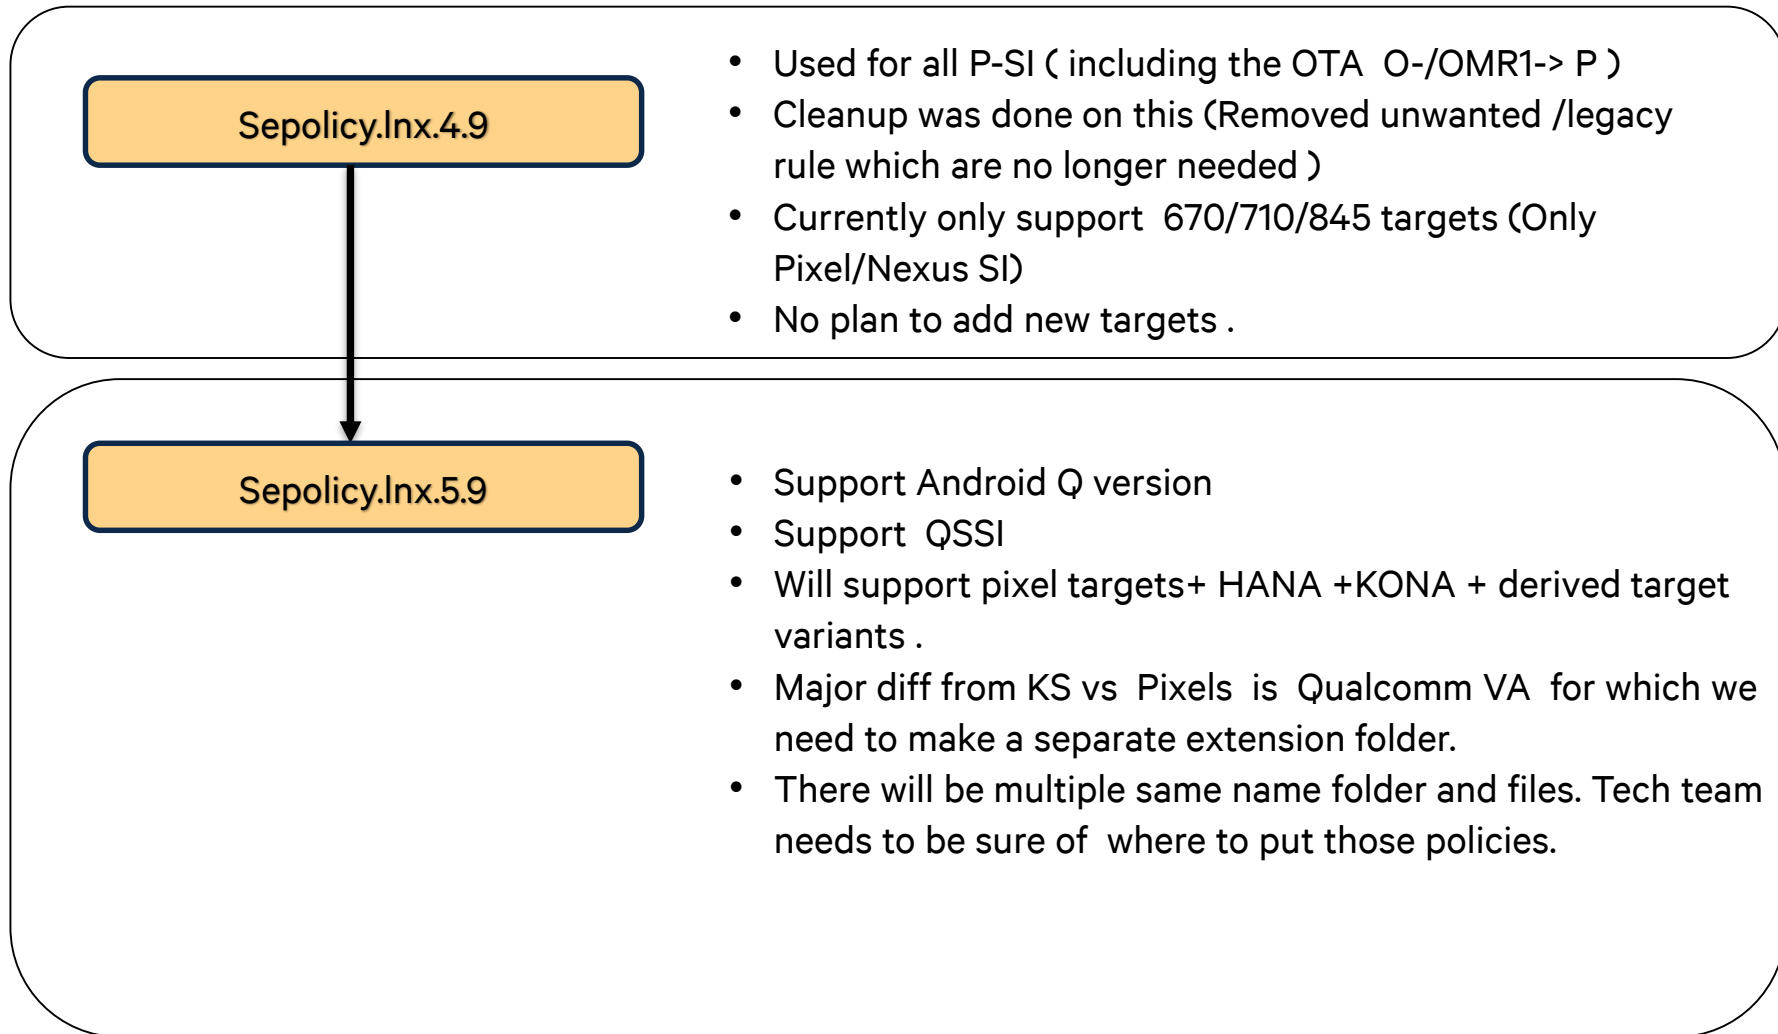 Sepolicy.lnx.4.9
• Used for all P-SI ( including the OTA O-/OMR1-> P )
• Cleanup was done on this (Removed unwanted /legacy
rule which are no longer needed )
• Currently only support 670/710/845 targets (Only
Pixel/Nexus SI)
• No plan to add new targets .
Sepolicy.lnx.5.9
• Support Android Q version
• Support QSSI
• Will support pixel targets+ HANA +KONA + derived target
variants .
• Major diff from KS vs Pixels is Qualcomm VA for which we
need to make a separate extension folder.
• There will be multiple same name folder and files. Tech team
needs to be sure of where to put those policies.